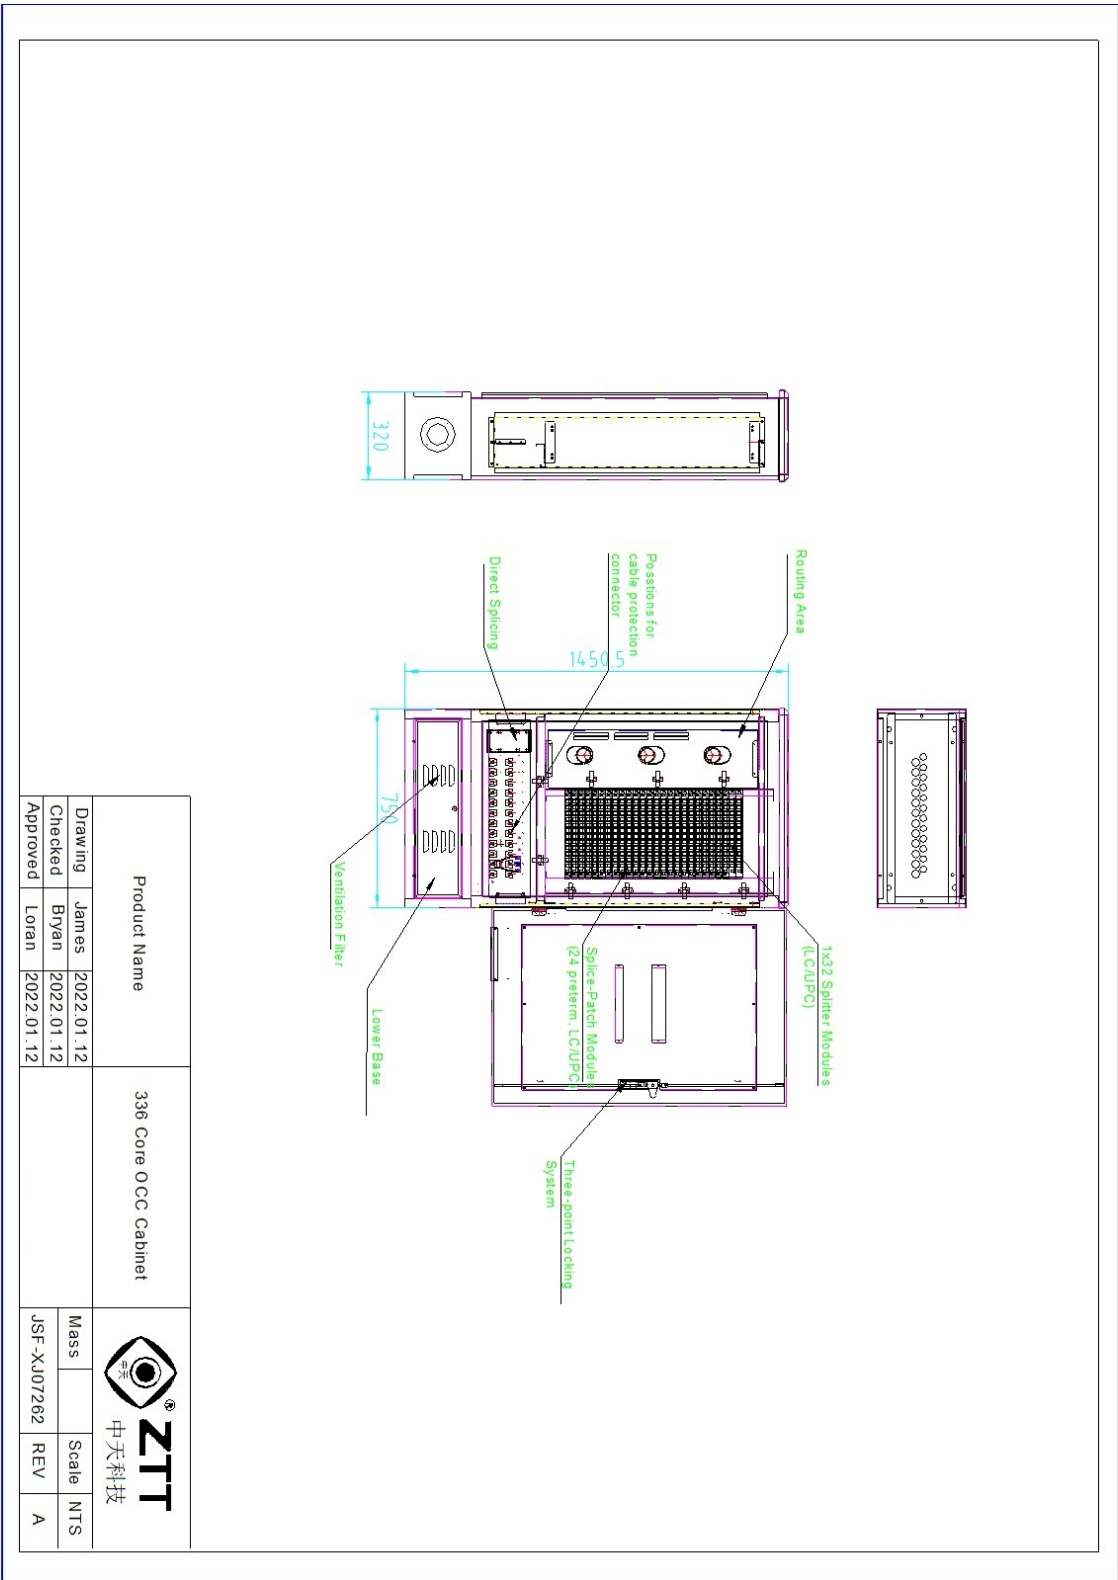 320
Routing Area
Posstions for
cable protection
connector
Direct Splicing
1450.5
750
Ventilation Filter
Lower Base
1x32 Splitter Modules
(LC/UPC)
Splice-Patch Modules
(24 preterm, LC/UPC)
Three-point Locking
System
Product Name
336 Core OCC Cabinet
中天
®
ZTT
中天科技
Drawing James 2022.01.12
Checked Bryan 2022.01.12
Approved Loran 2022.01.12
Mass Scale NTS
JSF-XJ07262 REV A